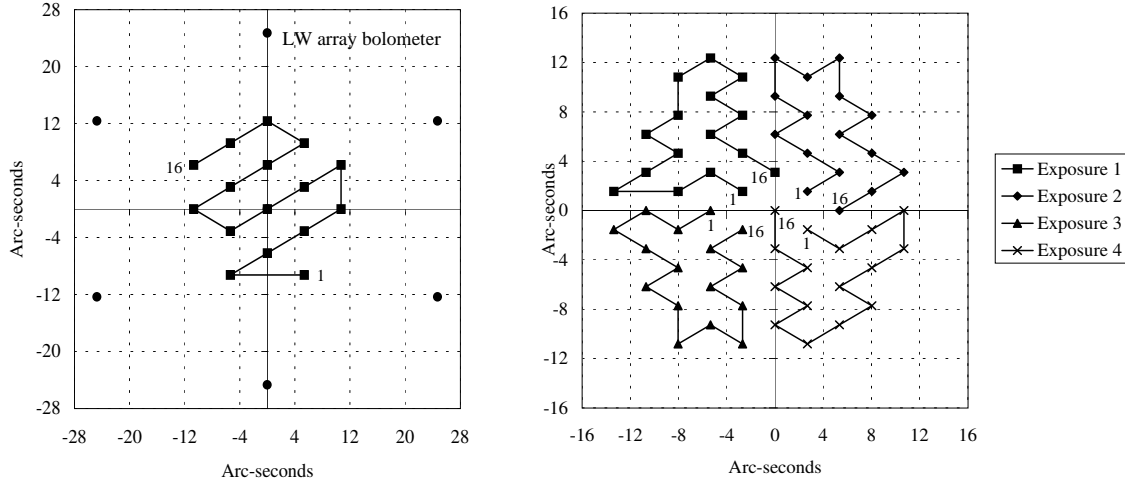 28
LW array bolometer
20
12
16
4
-4
1
-12
-20
-28
-28 -20 -12 -4 4 12 20 28
Arc-seconds
Arc-seconds
16
12
8
4
16
1
1
16
0
1
16
16
1
-4
-8
-12
-16
-16 -12 -8 -4 0 4 8 12 16
Arc-seconds
Arc-seconds
Exposure 1
Exposure 2
Exposure 3
Exposure 4